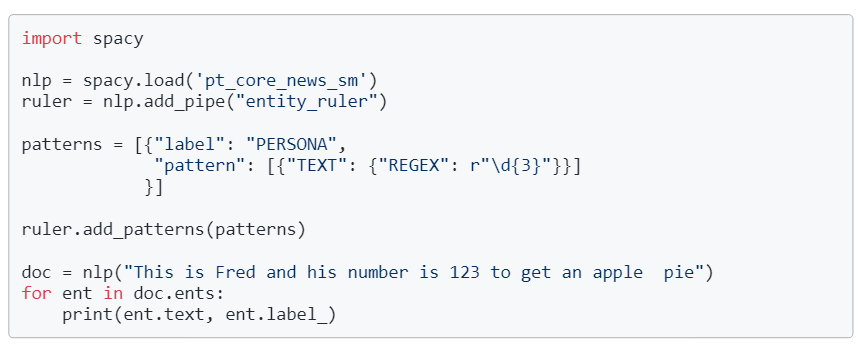 import spacy

nlp = spacy.load('pt_core_news_sm')
ruler = nlp.add_pipe("entity_ruler")

patterns = [{"label": "PERSONA",
             "pattern": [{"TEXT": {"REGEX": r"\d{3}"}}]
            }]

ruler.add_patterns(patterns)

doc = nlp("This is Fred and his number is 123 to get an apple  pie")
for ent in doc.ents:
    print(ent.text, ent.label_)